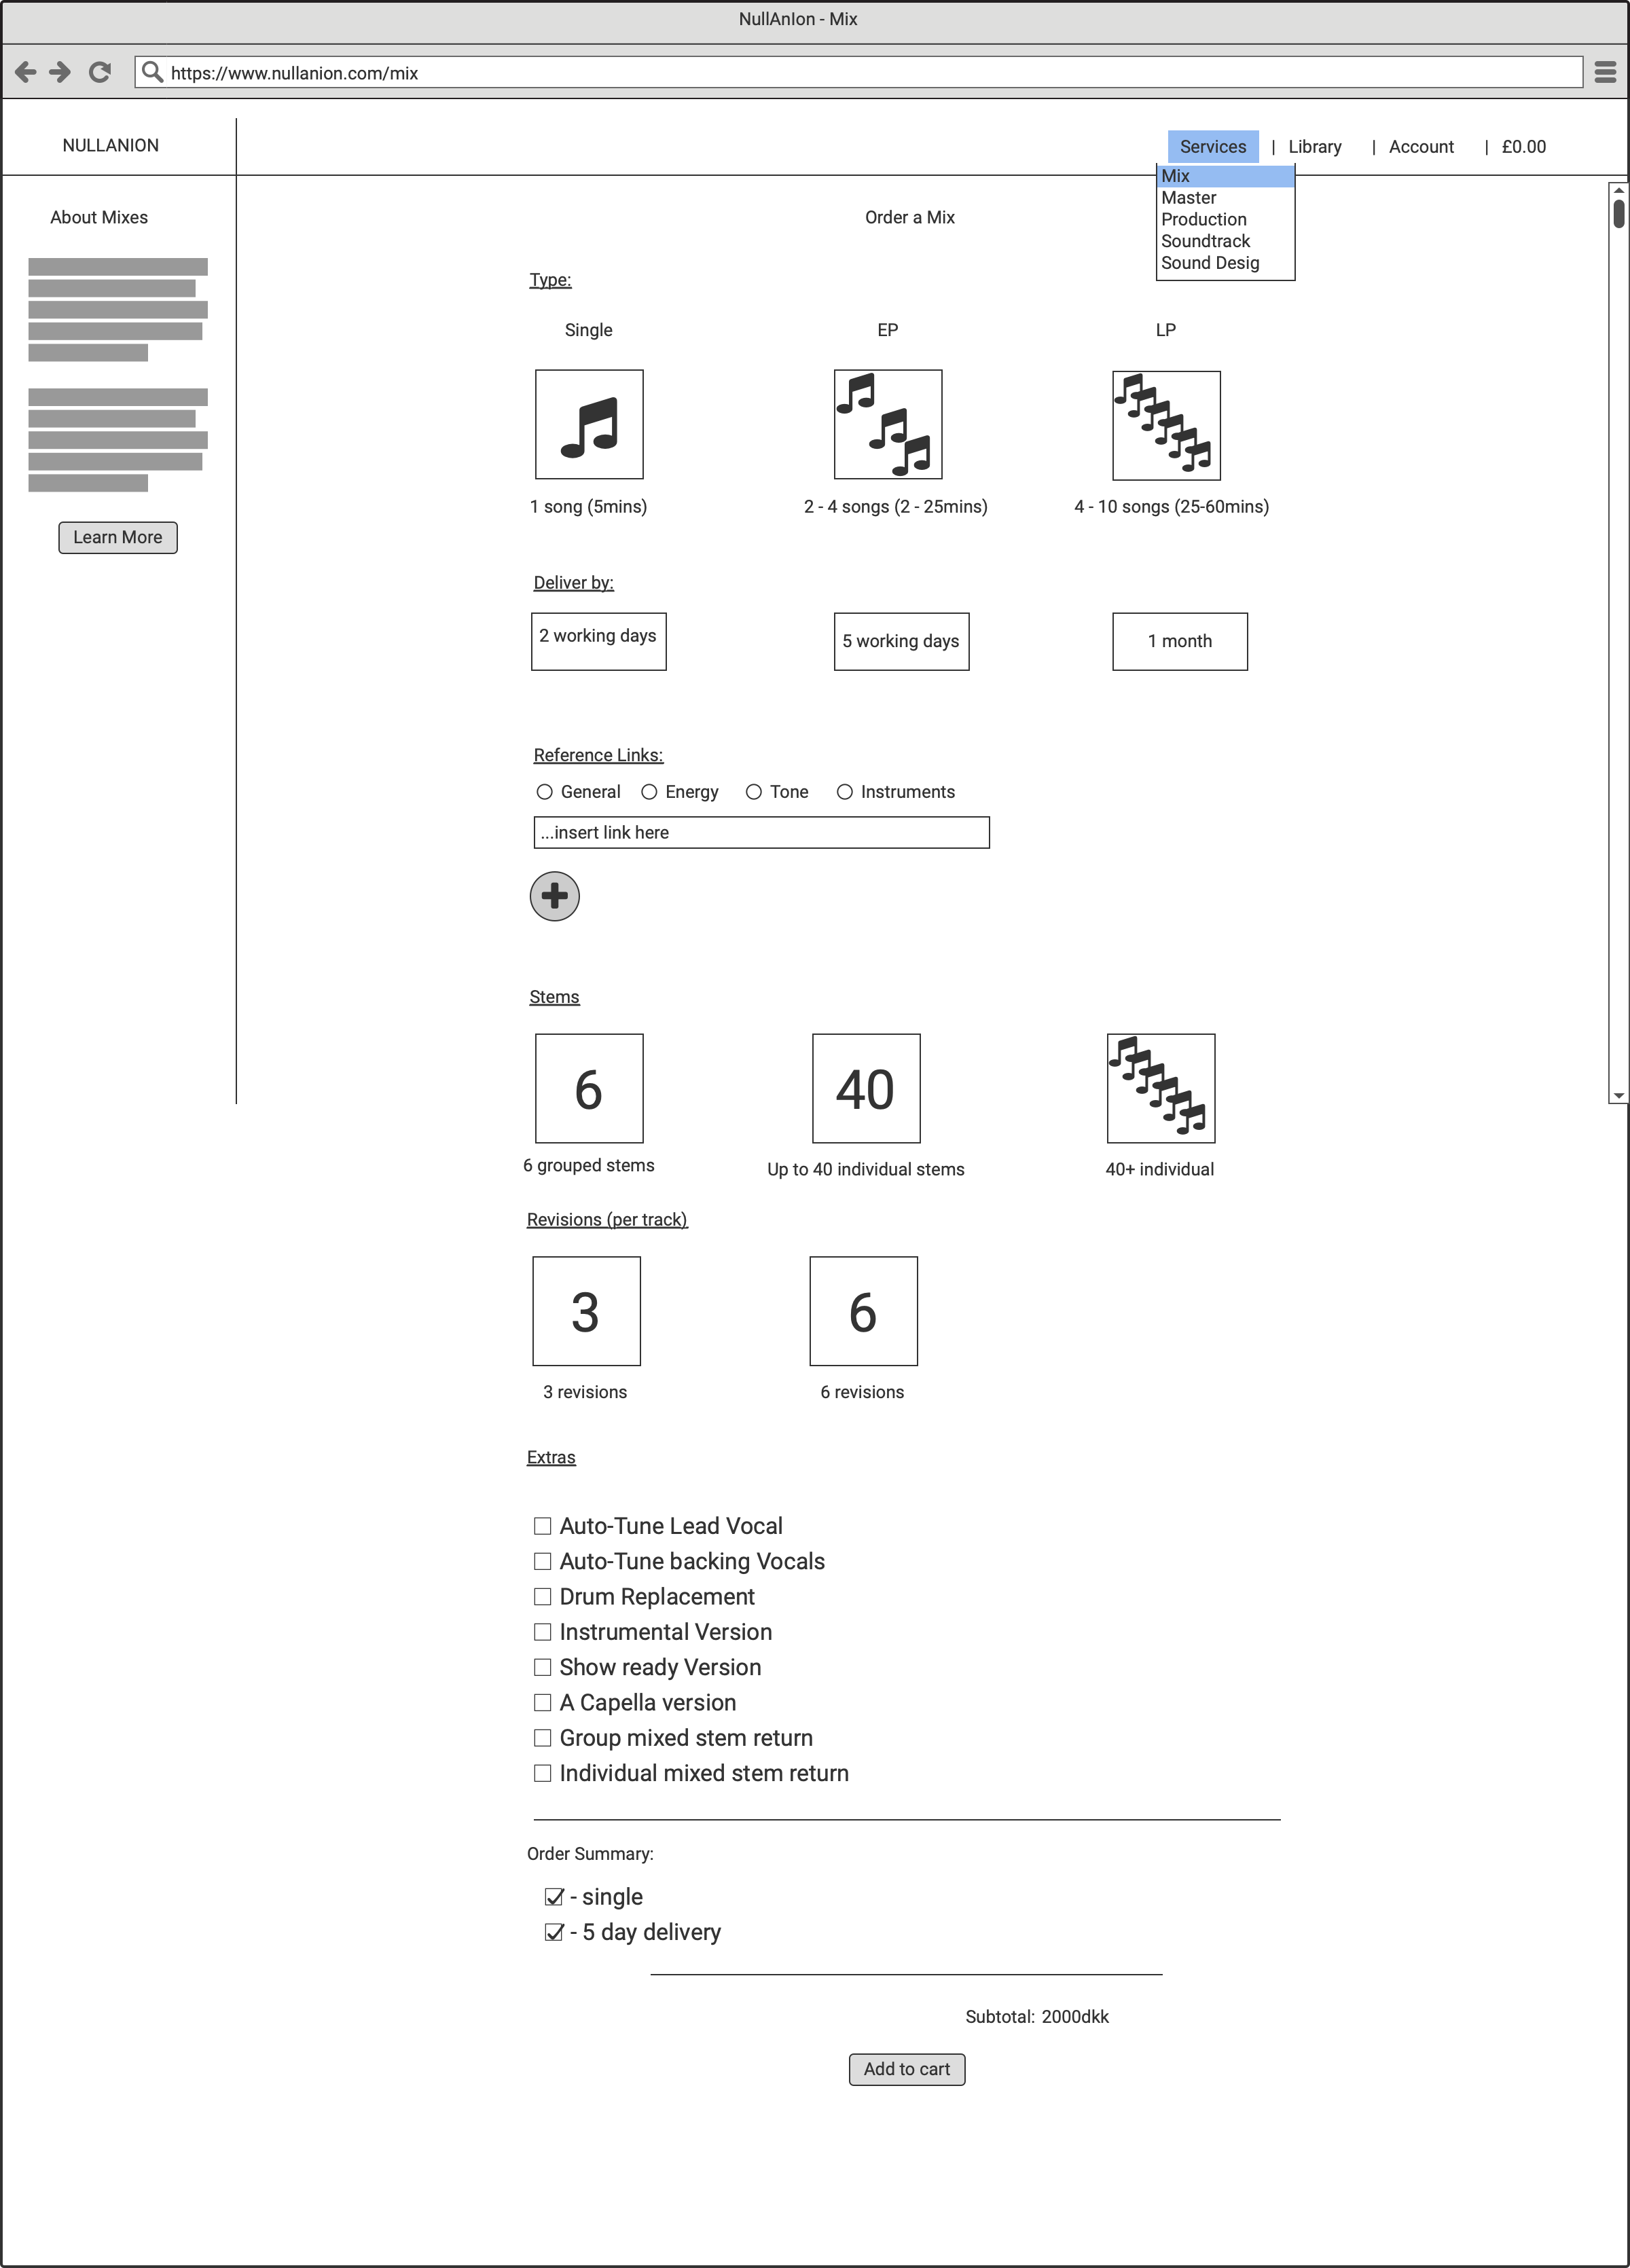 NullAnIon - Mix
https://www.nullanion.com/mix
NULLANION
Services | Library | Account | £0.00
Mix
Master
Production
Soundtrack
Sound Desig
About Mixes
Learn More
Order a Mix
Type:
Single EP LP
1 song (5mins) 2 - 4 songs (2 - 25mins) 4 - 10 songs (25-60mins)
Deliver by:
2 working days 5 working days 1 month
Reference Links:
General Energy Tone Instruments
...insert link here
Stems
6 40
6 grouped stems Up to 40 individual stems 40+ individual
Revisions (per track)
3 6
3 revisions 6 revisions
Extras
Auto-Tune Lead Vocal
Auto-Tune backing Vocals
Drum Replacement
Instrumental Version
Show ready Version
A Capella version
Group mixed stem return
Individual mixed stem return
Order Summary:
- single
- 5 day delivery
Subtotal: 2000dkk
Add to cart